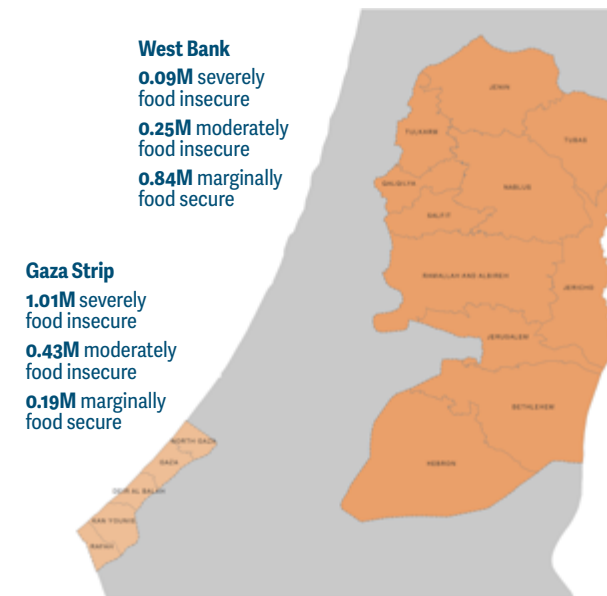 West Bank
0.09M severely
food insecure
0.25M moderately
food insecure
0.84M marginally
food secure
Gaza Strip
1.01M severely
food insecure
0.43M moderately
food insecure
0.19M marginally
food secure
JENIN
TULKARM
TUBAS
QALQILYA
NABLUS
SALFIT
RAMALLAH AND ALBIREH
JERICHO
JERUSALEM
BETHLEHEM
HEBRON
NORTH GAZA
GAZA
DEIR AL BALAH
KAN YOUNIS
RAFAH